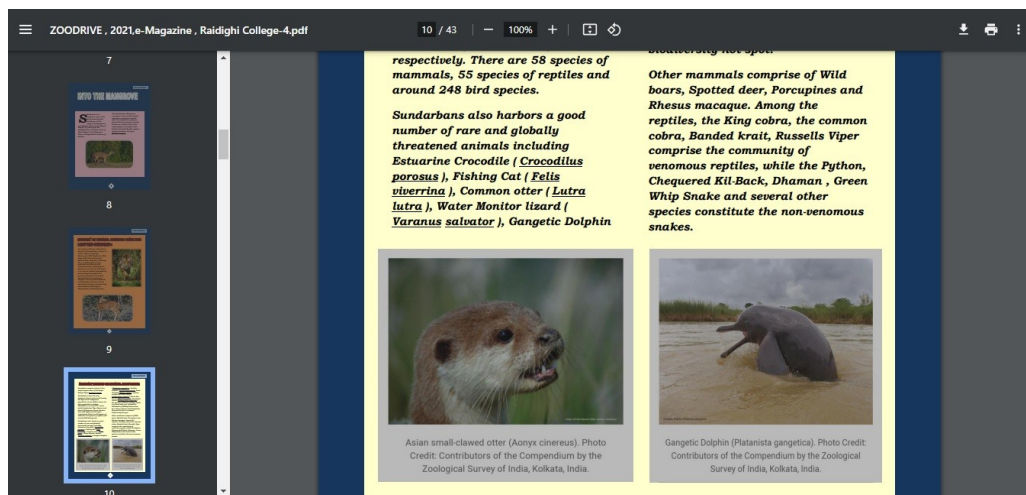 ZOODRIVE , 2021,e-Magazine , Raidighi College-4.pdf
10 / 43
100%
7
INTO THE MANGROVE
8
9
10
respectively. There are 58 species of
mammals, 55 species of reptiles and
around 248 bird species.
Sundarbans also harbors a good
number of rare and globally
threatened animals including
Estuarine Crocodile ( Crocodilus
porosus ), Fishing Cat ( Felis
viverrina ), Common otter ( Lutra
lutra ), Water Monitor lizard (
Varanus salvator ), Gangetic Dolphin
biodiversity hot spot.
Other mammals comprise of Wild
boars, Spotted deer, Porcupines and
Rhesus macaque. Among the
reptiles, the King cobra, the common
cobra, Banded krait, Russells Viper
comprise the community of
venomous reptiles, while the Python,
Chequered Kil-Back, Dhaman , Green
Whip Snake and several other
species constitute the non-venomous
snakes.
Asian small-clawed otter (Aonyx cinereus). Photo
Credit: Contributors of the Compendium by the
Zoological Survey of India, Kolkata, India.
Gangetic Dolphin (Platanista gangetica). Photo Credit:
Contributors of the Compendium by the Zoological
Survey of India, Kolkata, India.